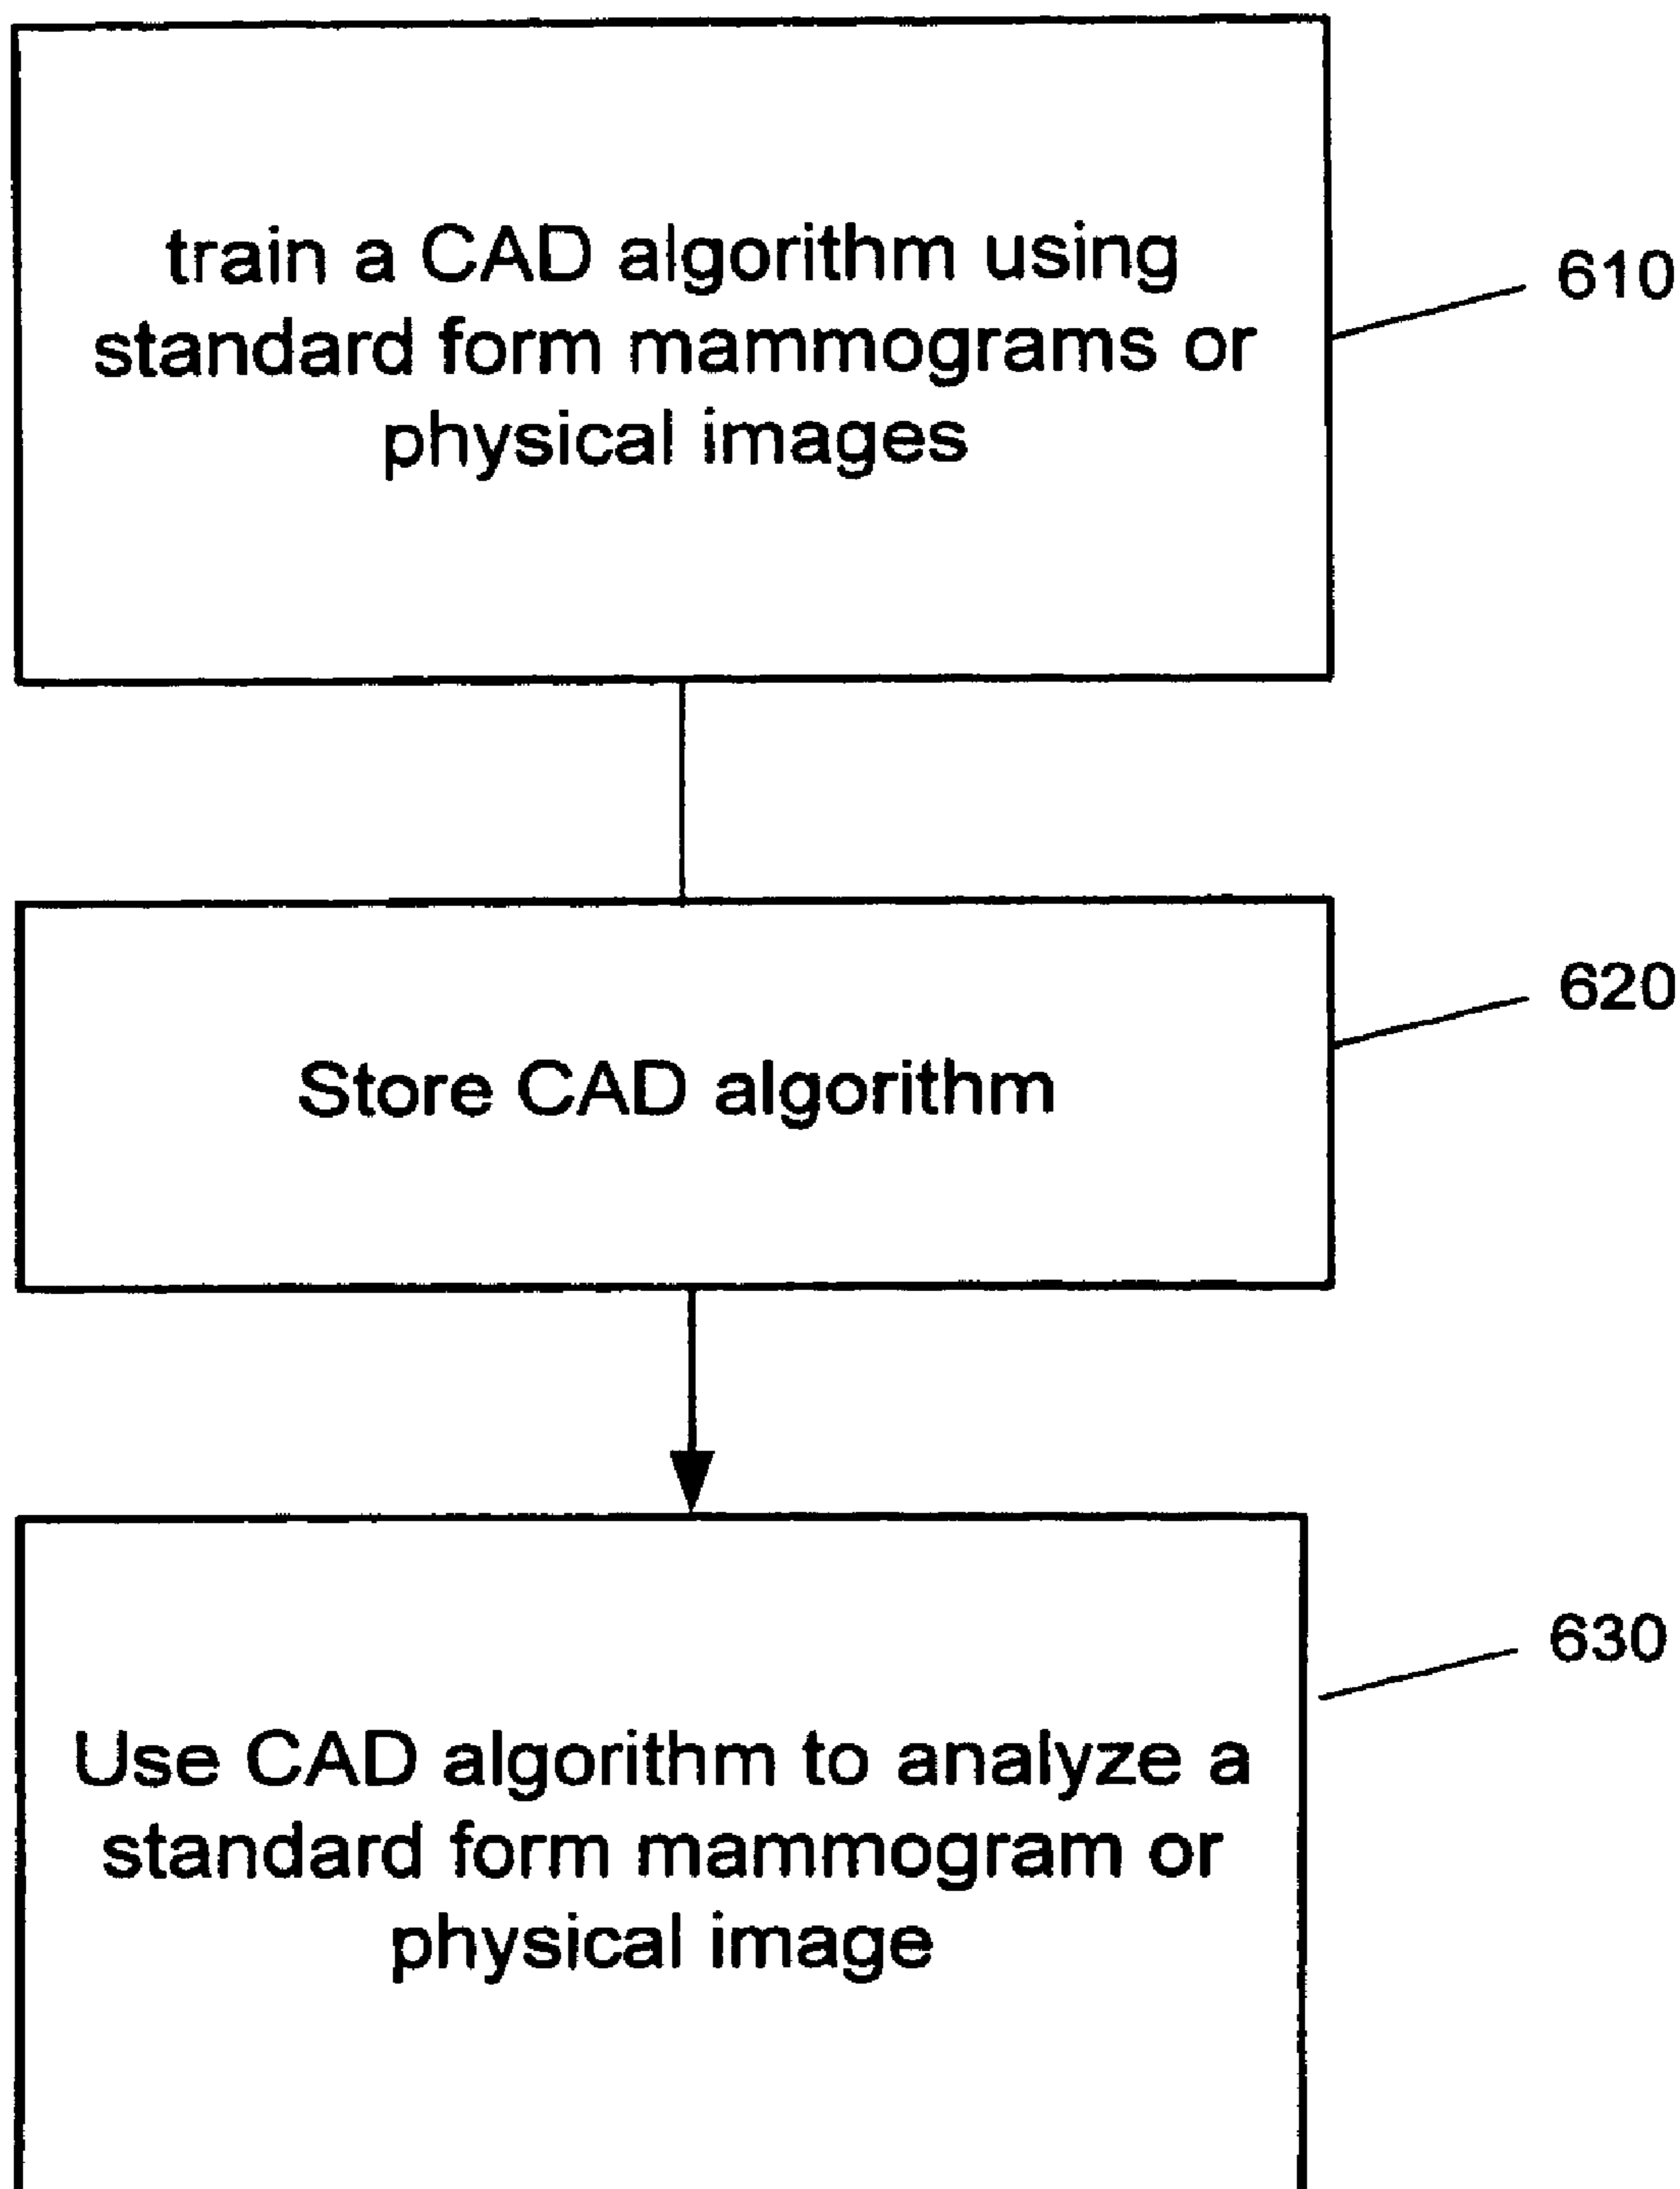 train a CAD algorithm using
standard form mammograms or
physical images
610
Store CAD algorithm
620
Use CAD algorithm to analyze a
standard form mammogram or
physical image
630